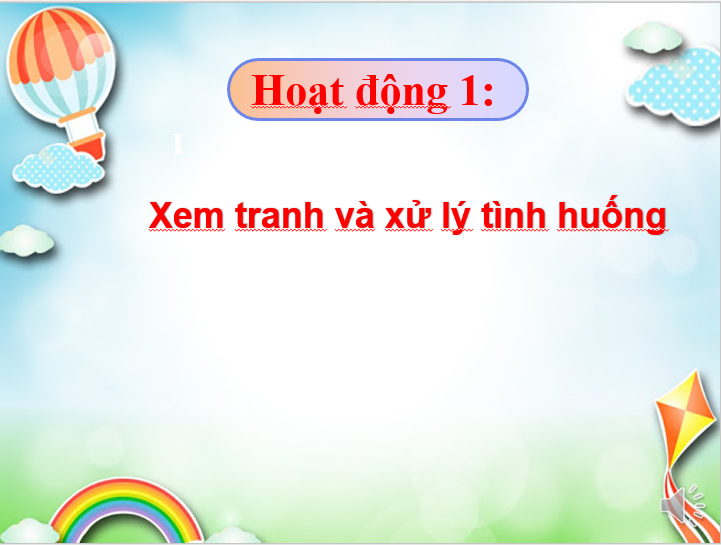 Hoạt động 1:
Xem tranh và xử lý tình huống